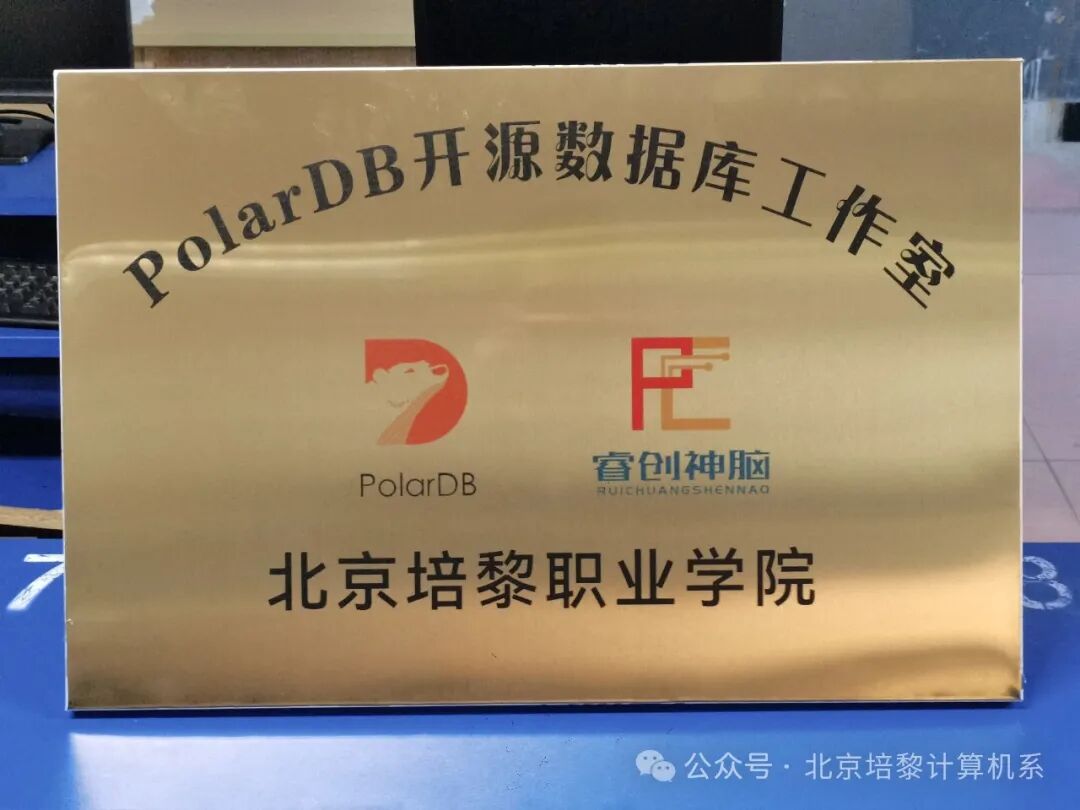 PolarDB开源数据库工作室
PolarDB
睿创神脑
RUICHUANGSHENNAO
北京培黎职业学院
7
8
公众号·北京培黎计算机系